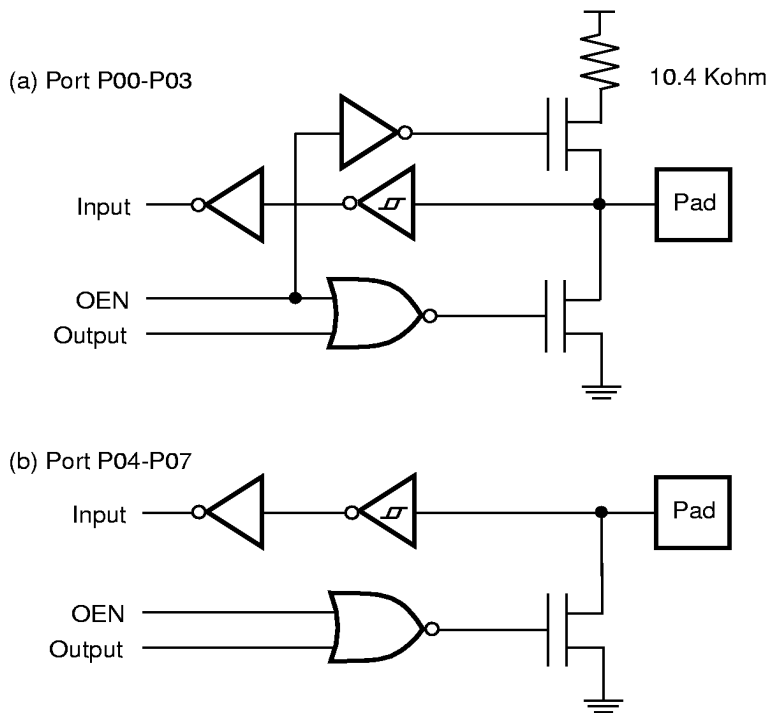 (a) Port P00-P03
10.4 Kohm
Input
Pad
OEN
Output
(b) Port P04-P07
Input
Pad
OEN
Output